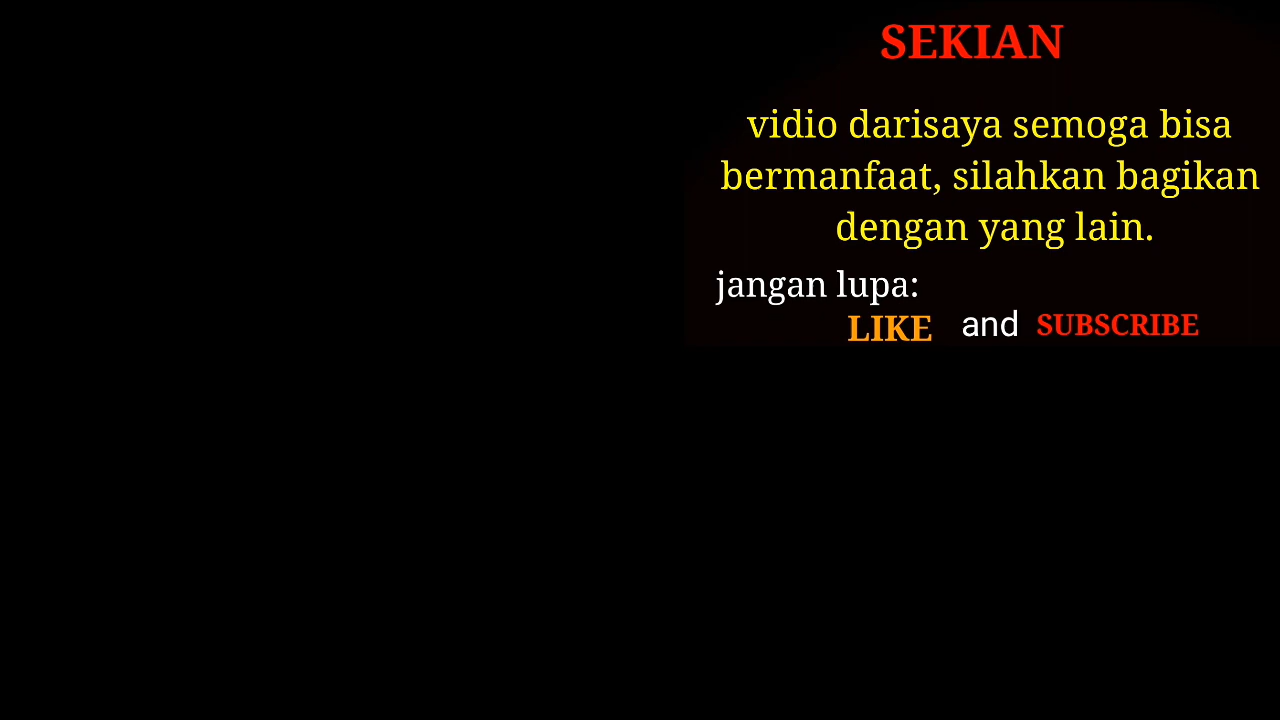 SEKIAN
vidio darisaya semoga bisa
bermanfaat, silahkan bagikan
dengan yang lain.
jangan lupa:
LIKE and SUBSCRIBE